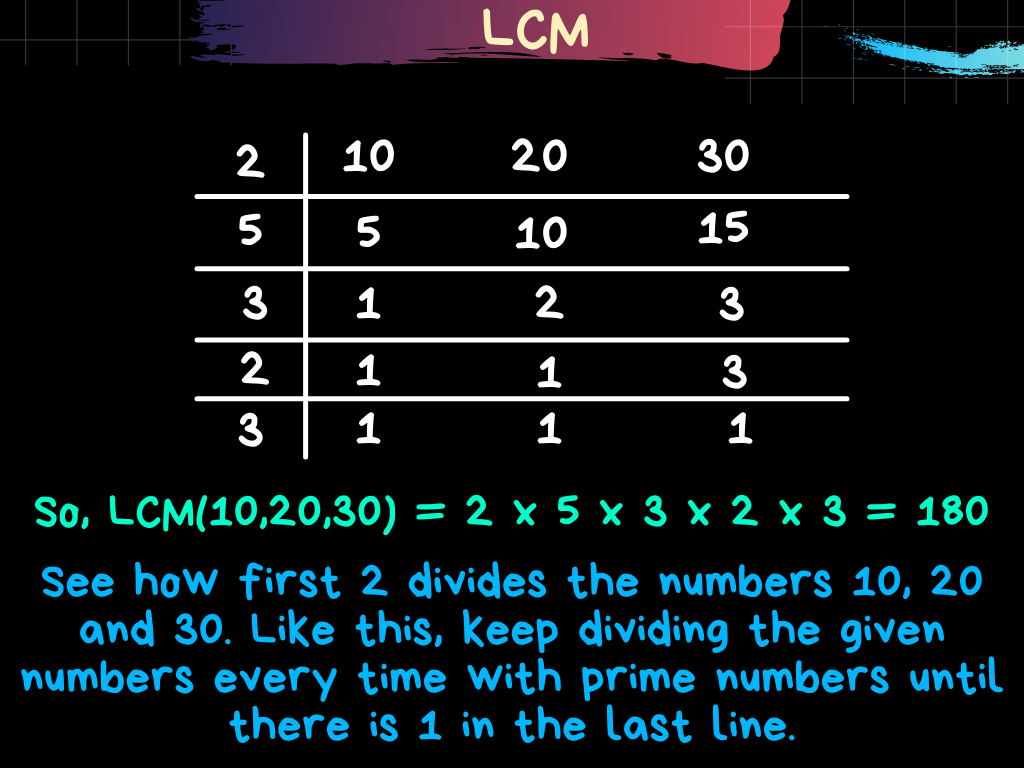 LCM
2 10 20 30
5 5 10 15
3 1 2 3
2 1 1 3
3 1 1 1
So, LCM(10,20,30) = 2 x 5 x 3 x 2 x 3 = 180
See how first 2 divides the numbers 10, 20
and 30. Like this, keep dividing the given
numbers every time with prime numbers until
there is 1 in the last line.